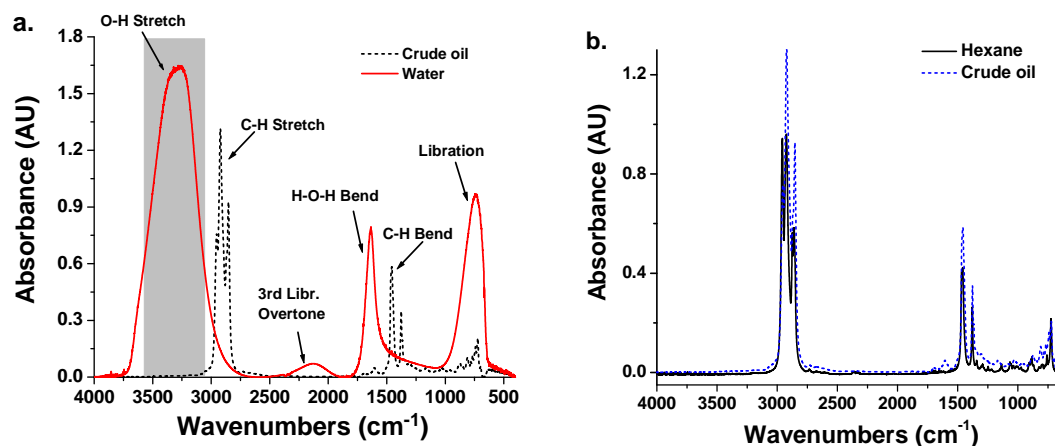 a.
O-H Stretch
Crude oil
Water
C-H Stretch
Libration
H-O-H Bend
C-H Bend
3rd Libr.
Overtone
1.8
1.5
1.2
0.9
0.6
0.3
0.0
Absorbance (AU)
4000 3500 3000 2500 2000 1500 1000 500
Wavenumbers (cm-1)
b.
Hexane
Crude oil
1.2
0.8
0.4
0.0
Absorbance (AU)
4000 3500 3000 2500 2000 1500 1000
Wavenumbers (cm-1)